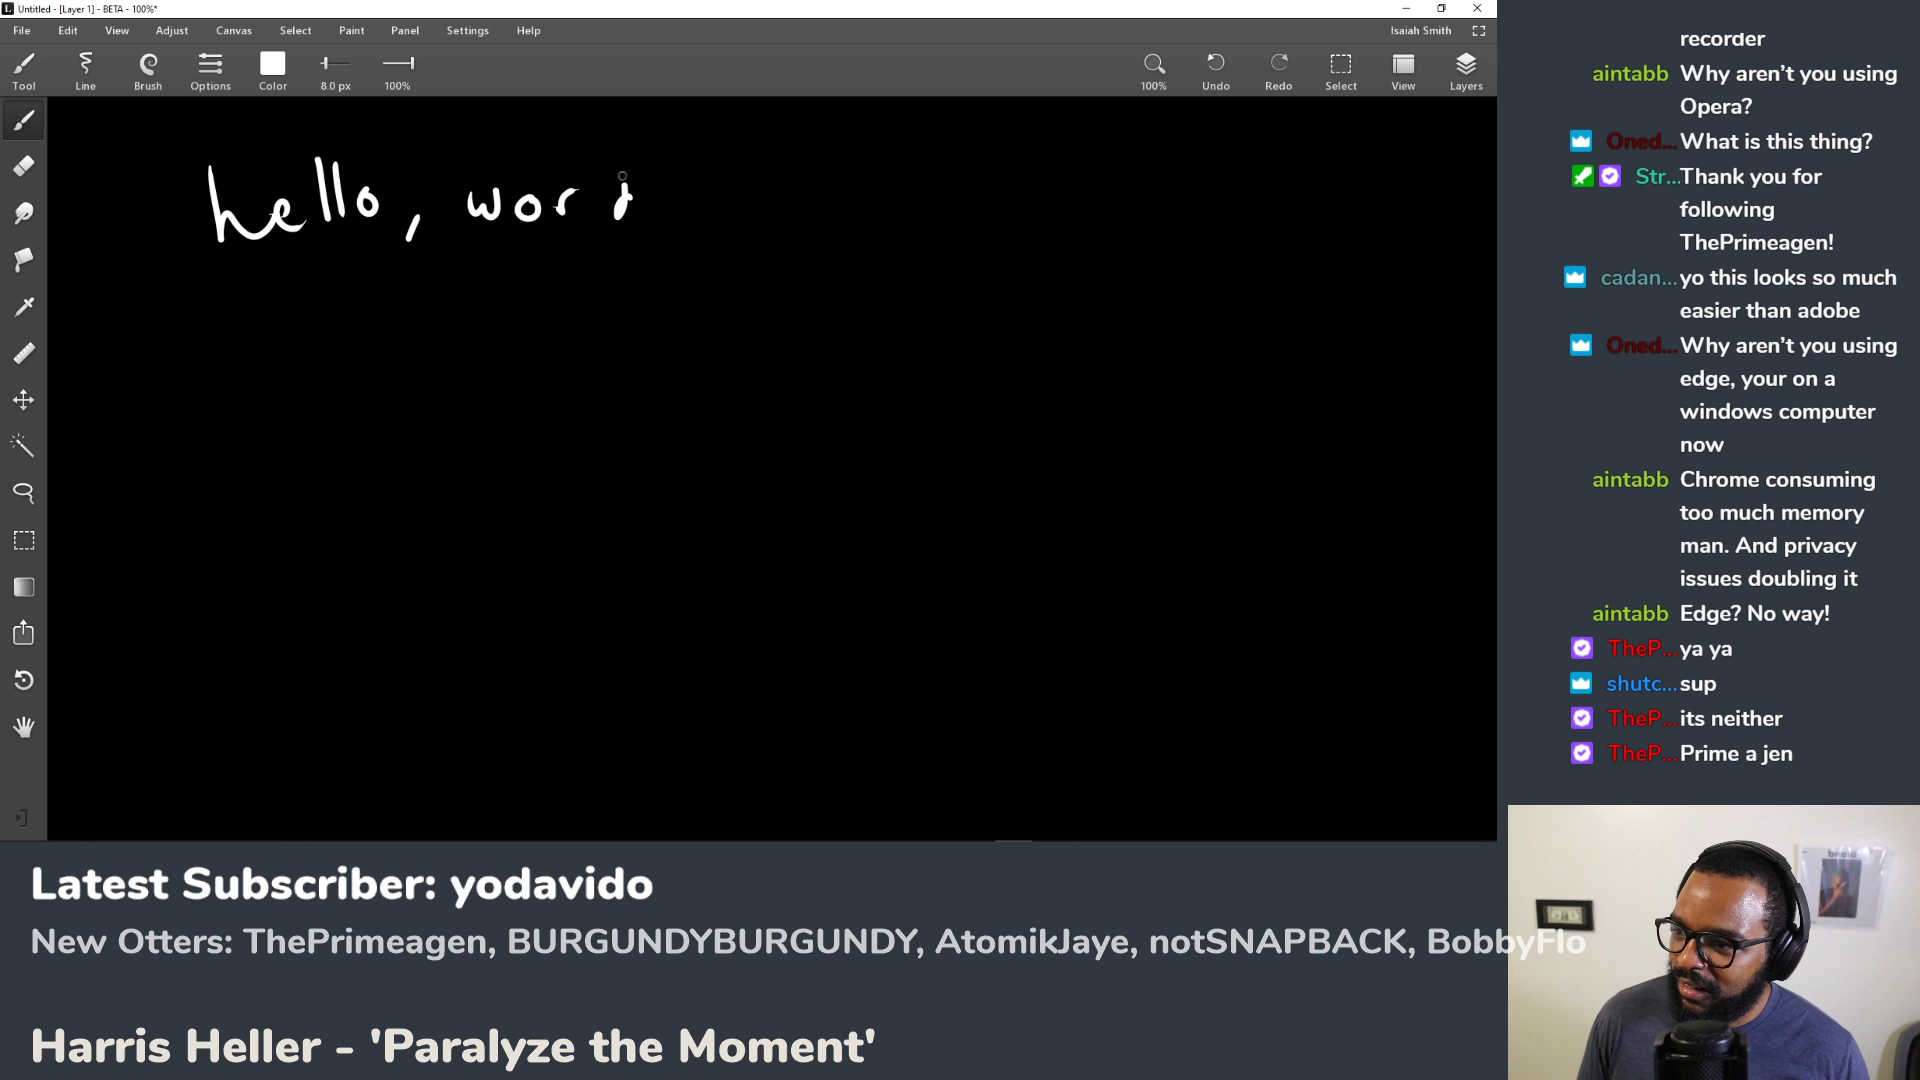 Untitled - [Layer 1] - BETA - 100%*
File Edit View Adjust Canvas Select Paint Panel Settings Help Isaiah Smith
Tool Line Brush Options Color 8.0 px 100% 100% Undo Redo Select View Layers
hello, wor
recorder
aintabb Why aren't you using
Opera?
Oned... What is this thing?
Str... Thank you for
following
ThePrimeagen!
cadan... yo this looks so much
easier than adobe
Oned... Why aren't you using
edge, your on a
windows computer
now
aintabb Chrome consuming
too much memory
man. And privacy
issues doubling it
aintabb Edge? No way!
TheP... ya ya
shutc... sup
TheP... its neither
TheP... Prime a jen
Latest Subscriber: yodavido
New Otters: ThePrimeagen, BURGUNDYBURGUNDY, AtomikJaye, notSNAPBACK, BobbyFlo
Harris Heller - 'Paralyze the Moment'